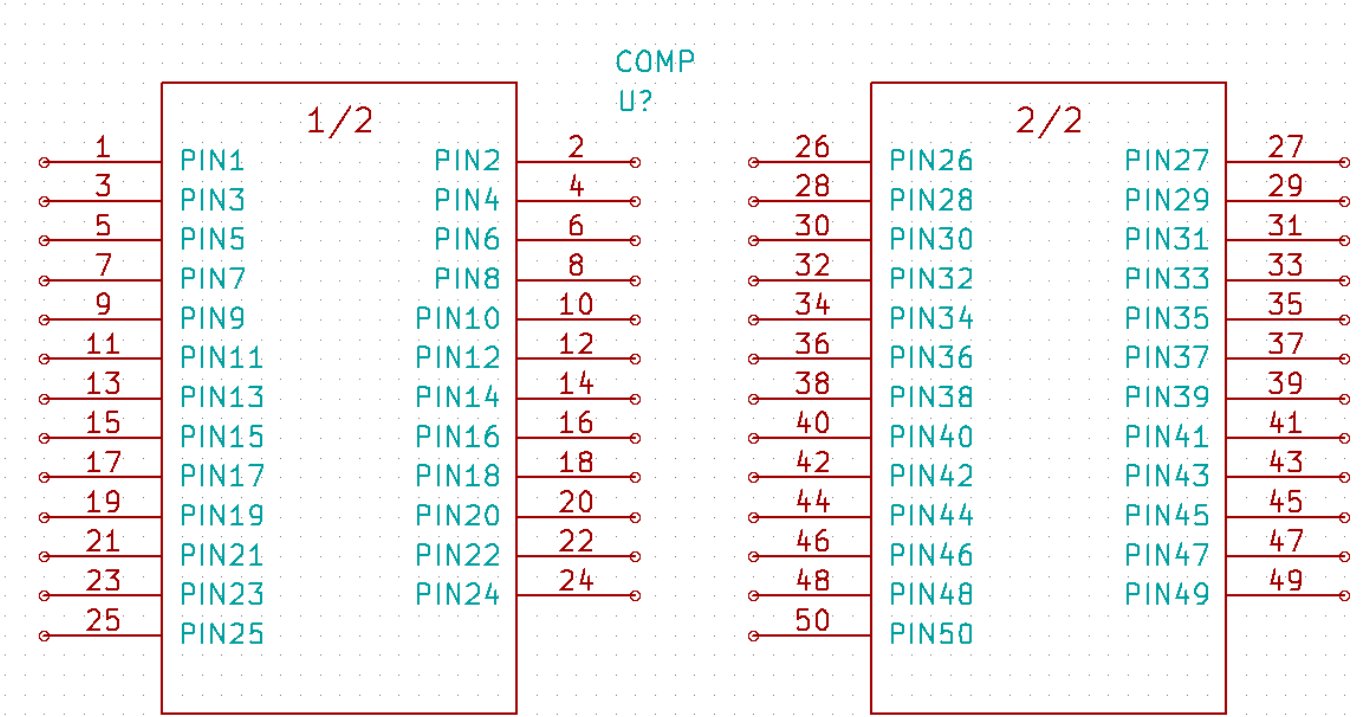 COMP
U?
1/2
1 PIN1 PIN2 2
3 PIN3 PIN4 4
5 PIN5 PIN6 6
7 PIN7 PIN8 8
9 PIN9 PIN10 10
11 PIN11 PIN12 12
13 PIN13 PIN14 14
15 PIN15 PIN16 16
17 PIN17 PIN18 18
19 PIN19 PIN20 20
21 PIN21 PIN22 22
23 PIN23 PIN24 24
25 PIN25
2/2
26 PIN26 PIN27 27
28 PIN28 PIN29 29
30 PIN30 PIN31 31
32 PIN32 PIN33 33
34 PIN34 PIN35 35
36 PIN36 PIN37 37
38 PIN38 PIN39 39
40 PIN40 PIN41 41
42 PIN42 PIN43 43
44 PIN44 PIN45 45
46 PIN46 PIN47 47
48 PIN48 PIN49 49
50 PIN50